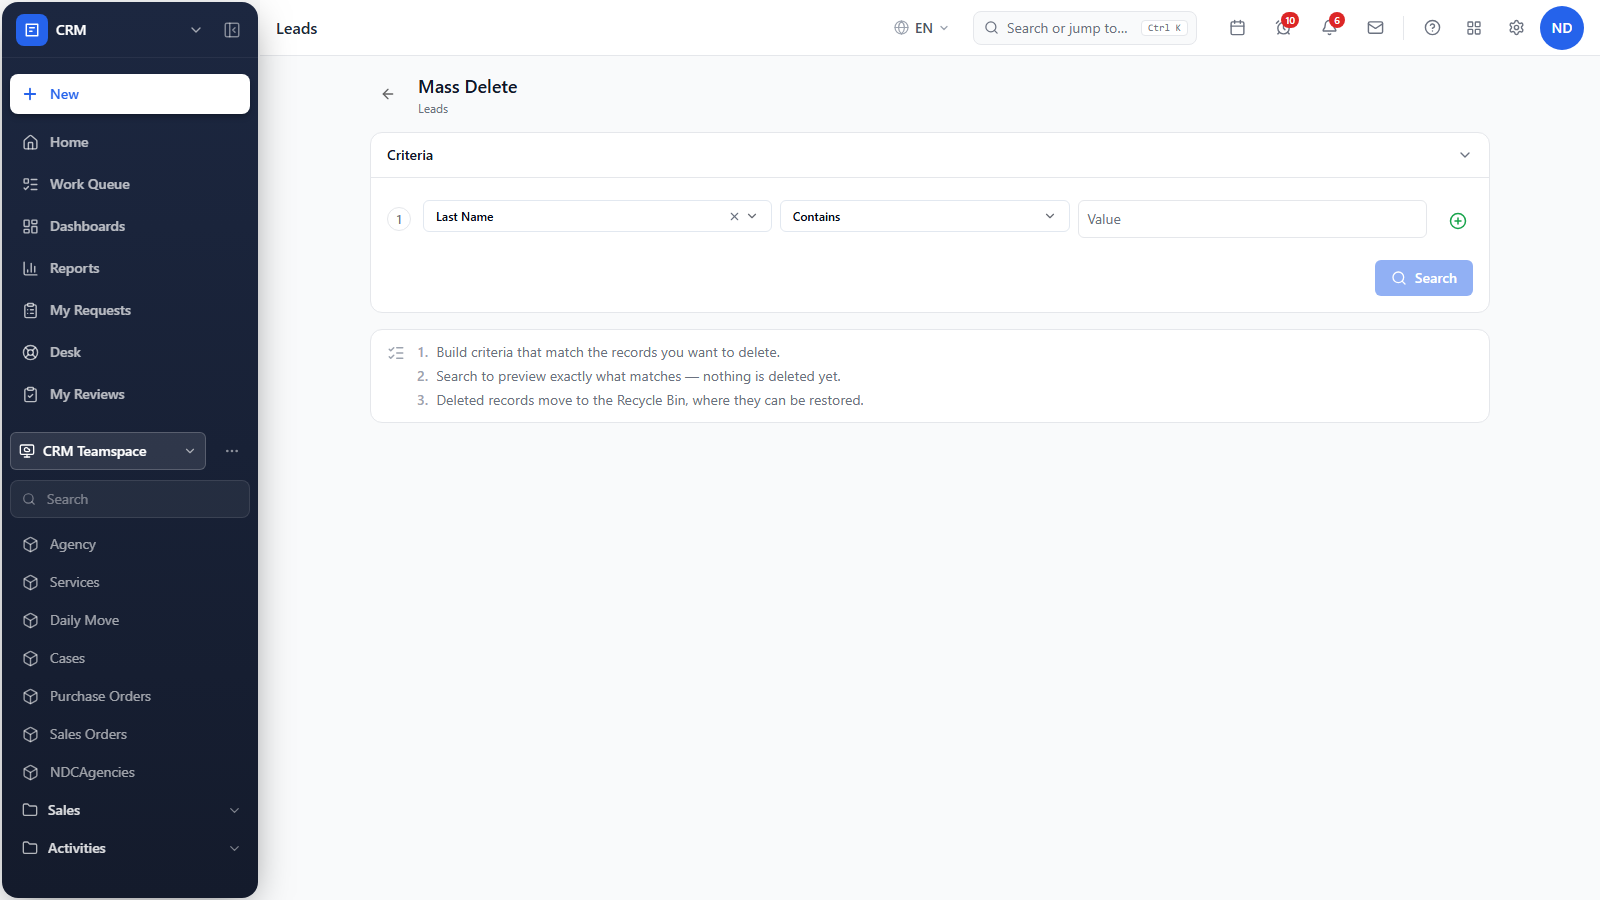 CRM
New
Home
Work Queue
Dashboards
Reports
My Requests
Desk
My Reviews
CRM Teamspace
Search
Agency
Services
Daily Move
Cases
Purchase Orders
Sales Orders
NDCAgencies
Sales
Activities
Leads
EN
Search or jump to...
Ctrl K
10
6
ND
Mass Delete
Leads
Criteria
1 Last Name Contains Value
Search
1. Build criteria that match the records you want to delete.
2. Search to preview exactly what matches — nothing is deleted yet.
3. Deleted records move to the Recycle Bin, where they can be restored.